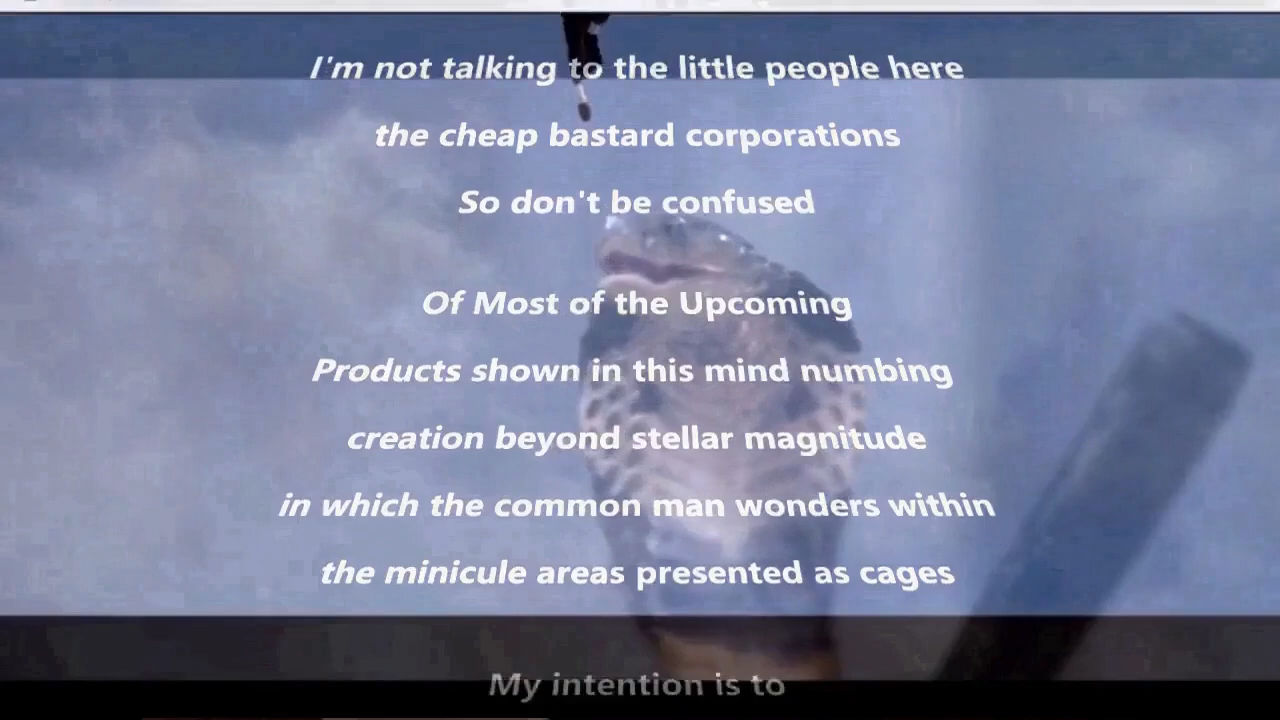 I'm not talking to the little people here
the cheap bastard corporations
So don't be confused
Of Most of the Upcoming
Products shown in this mind numbing
creation beyond stellar magnitude
in which the common man wonders within
the minicule areas presented as cages
My intention is to